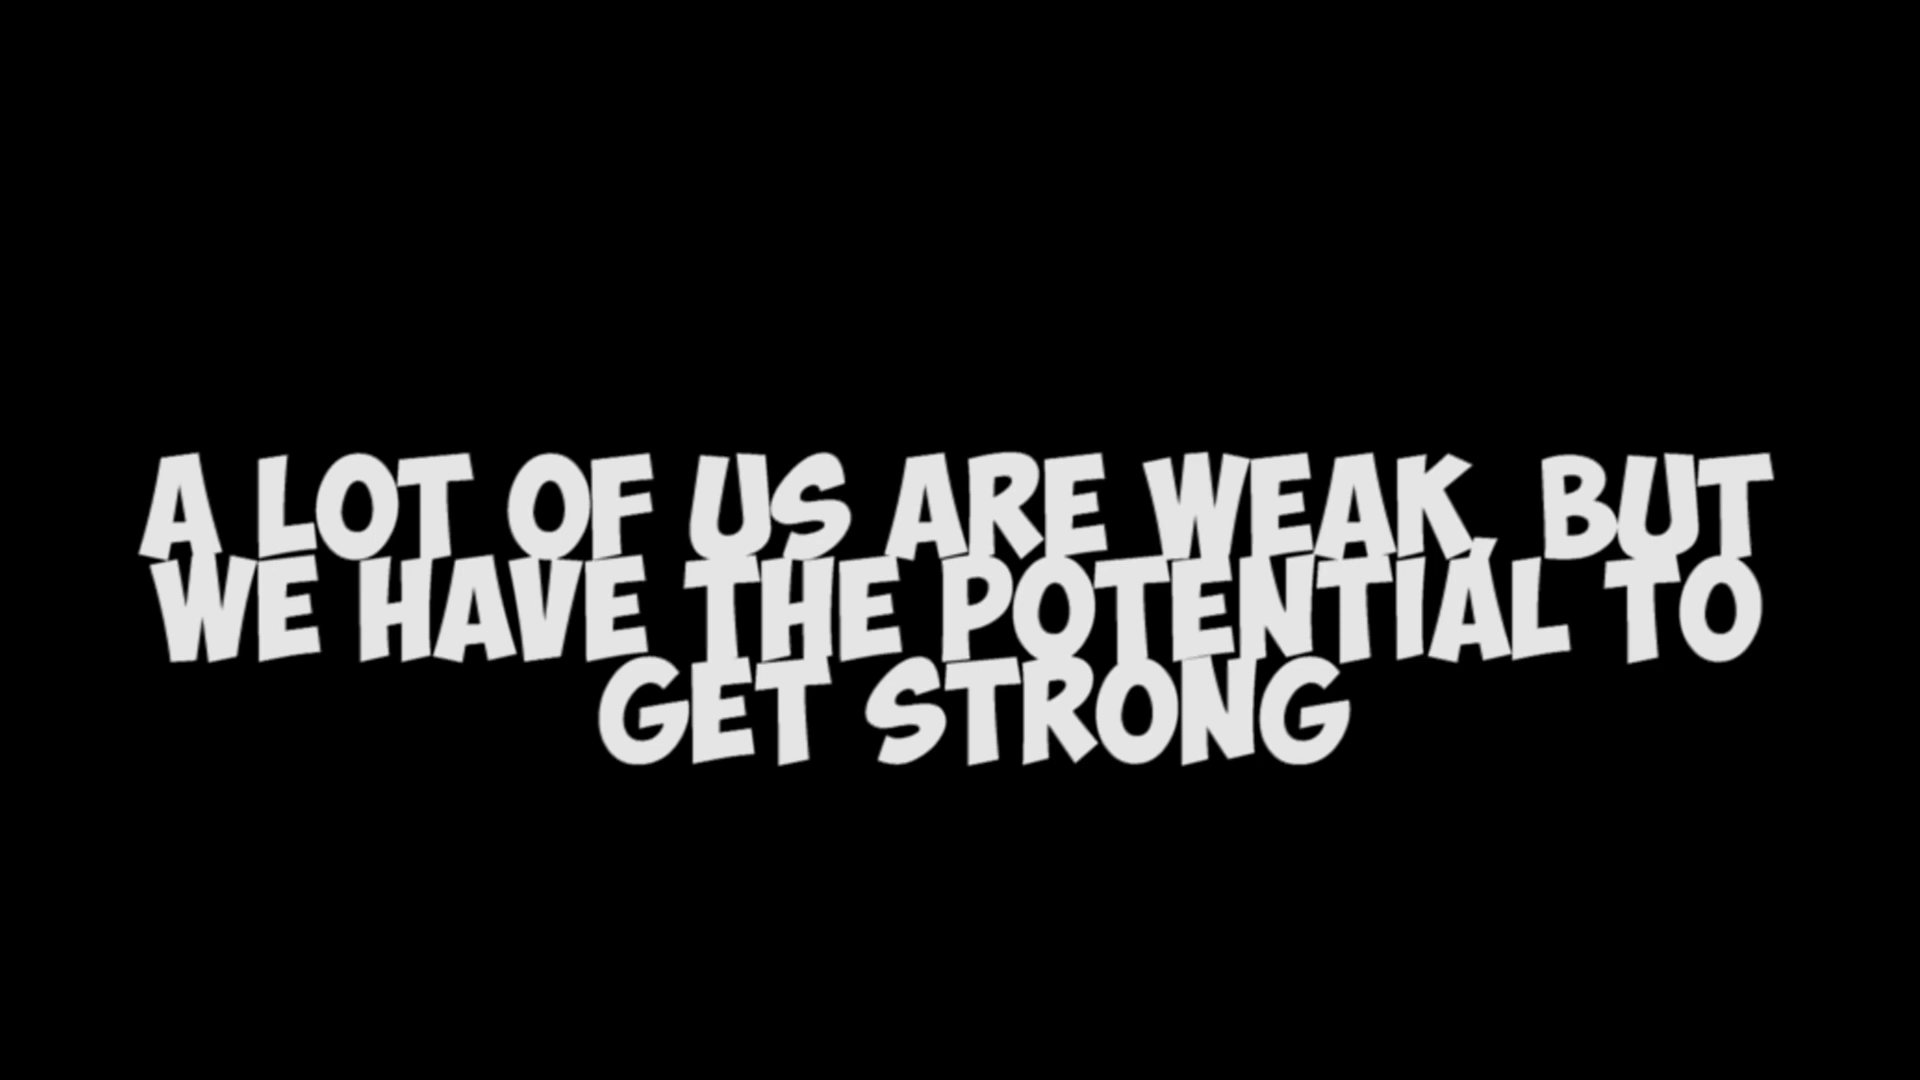 A LOT OF US ARE WEAK, BUT
WE HAVE THE POTENTIAL TO
GET STRONG